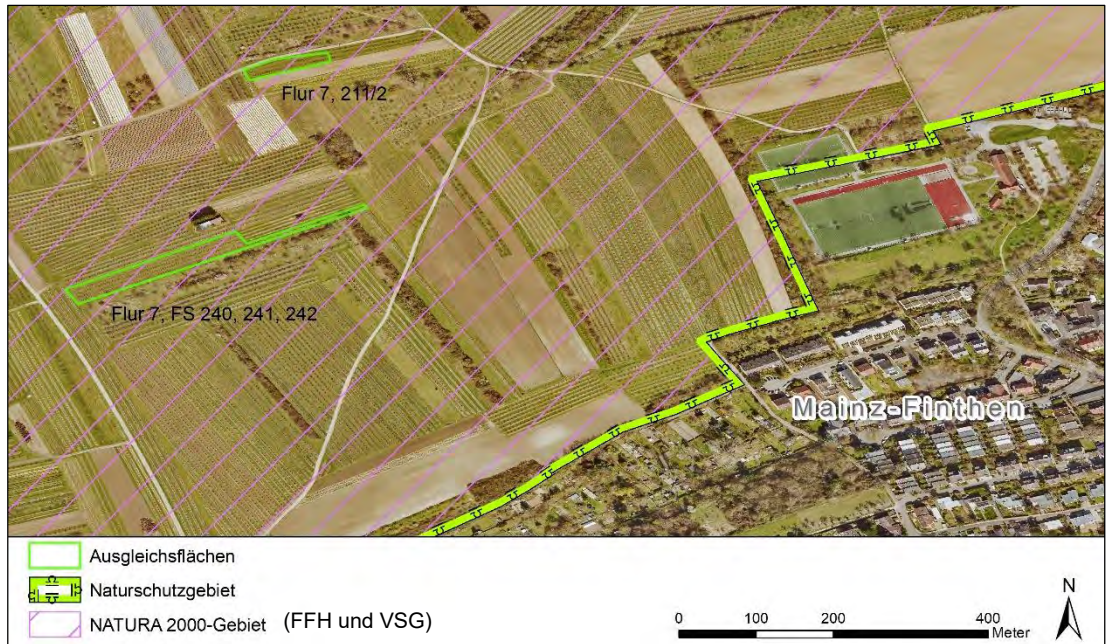 Flur 7, 211/2
Flur 7, FS 240, 241, 242
Mainz-Finthen
Ausgleichsflächen
Naturschutzgebiet
NATURA 2000-Gebiet (FFH und VSG)
N
0 100 200 400
Meter